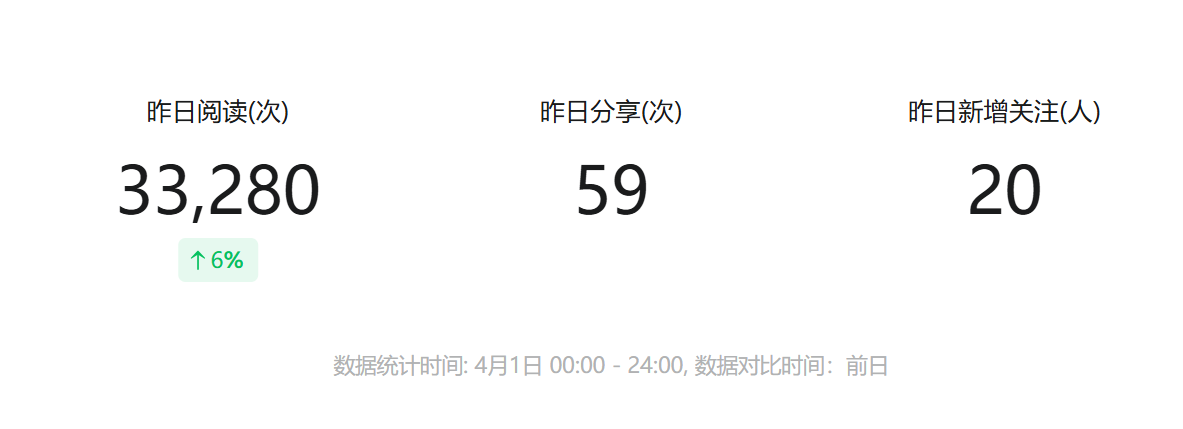 昨日阅读(次) 昨日分享(次) 昨日新增关注(人)
33,280 59 20
↑6%
数据统计时间: 4月1日 00:00 - 24:00, 数据对比时间：前日